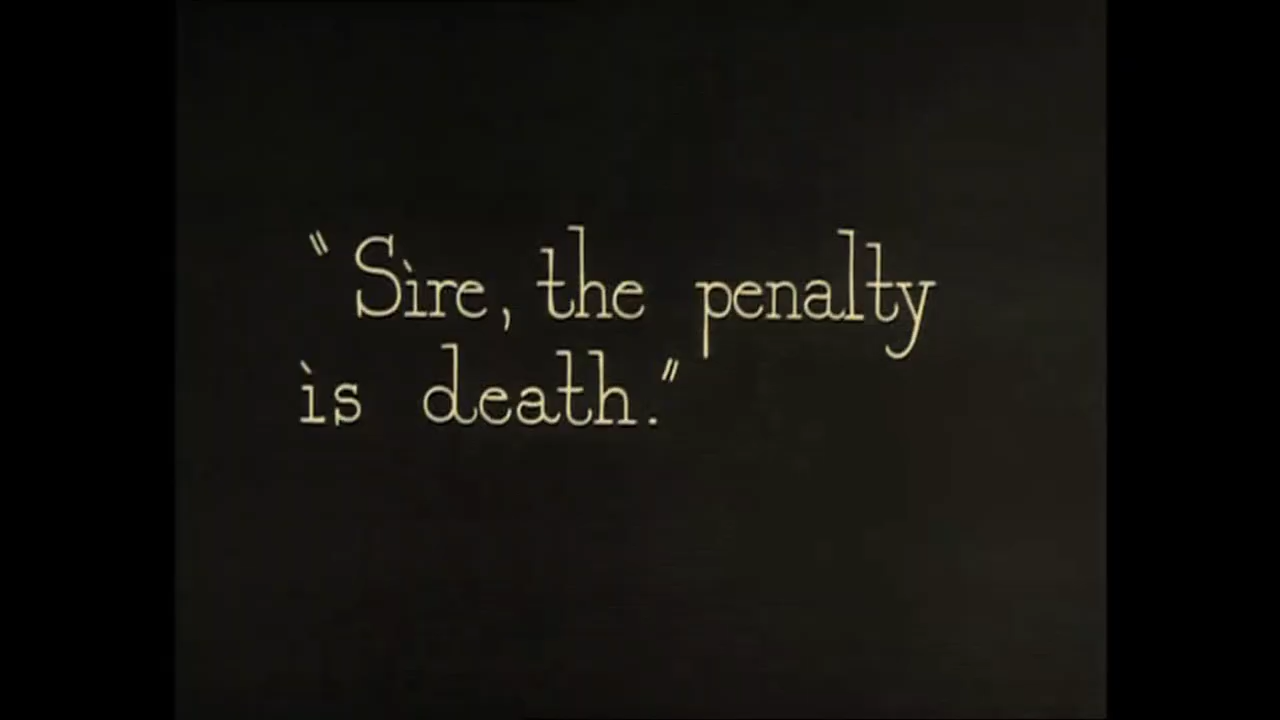 "Sire, the penalty
is death."